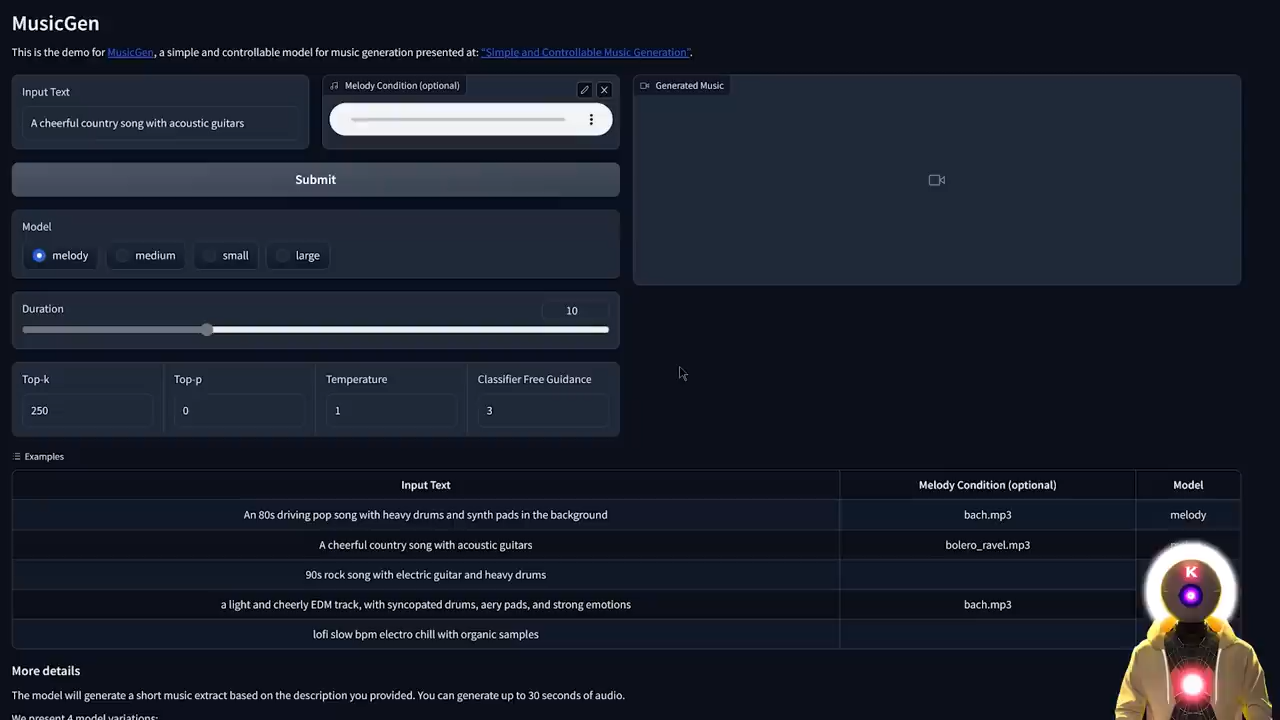 MusicGen
This is the demo for MusicGen, a simple and controllable model for music generation presented at: "Simple and Controllable Music Generation".
Input Text
A cheerful country song with acoustic guitars
Melody Condition (optional)
Generated Music
Submit
Model
melody medium small large
Duration
10
Top-k Top-p Temperature Classifier Free Guidance
250 0 1 3
Examples
Input Text Melody Condition (optional) Model
An 80s driving pop song with heavy drums and synth pads in the background bach.mp3 melody
A cheerful country song with acoustic guitars bolero_ravel.mp3
90s rock song with electric guitar and heavy drums
a light and cheerly EDM track, with syncopated drums, aery pads, and strong emotions bach.mp3
lofi slow bpm electro chill with organic samples
K
More details
The model will generate a short music extract based on the description you provided. You can generate up to 30 seconds of audio.
We present 4 model variations: